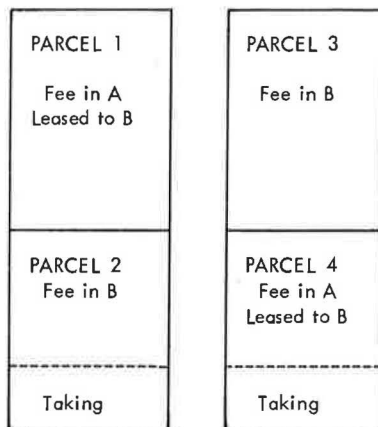 PARCEL 1
Fee in A
Leased to B
PARCEL 2
Fee in B
Taking
PARCEL 3
Fee in B
PARCEL 4
Fee in A
Leased to B
Taking